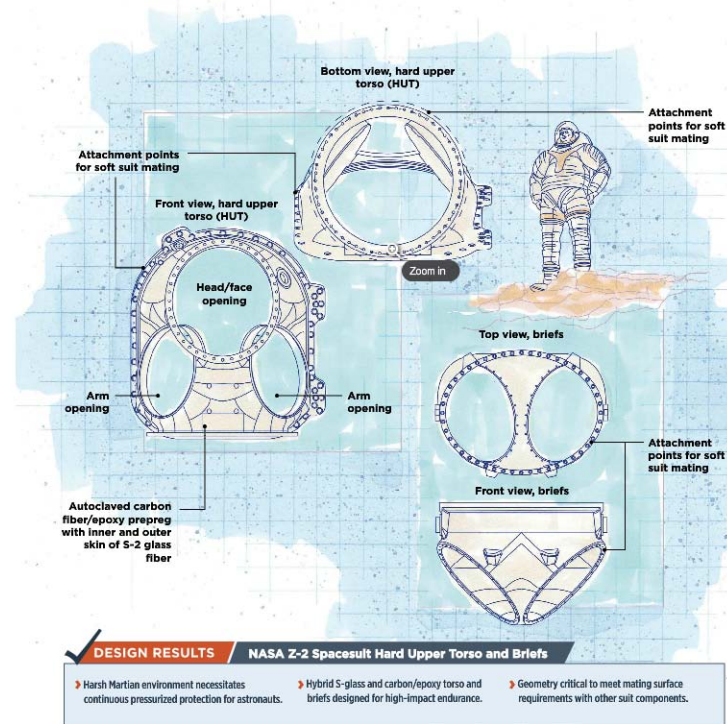 Bottom view, hard upper
torso (HUT)
Attachment
points for soft
suit mating
Attachment points
for soft suit mating
Front view, hard upper
torso (HUT)
Zoom in
Head/face
opening
Top view, briefs
Arm
opening
Arm
opening
Attachment
points for soft
suit mating
Front view, briefs
Autoclaved carbon
fiber/epoxy prepreg
with inner and outer
skin of S-2 glass
fiber
DESIGN RESULTS
NASA Z-2 Spacesuit Hard Upper Torso and Briefs
Harsh Martian environment necessitates
continuous pressurized protection for astronauts.
Hybrid S-glass and carbon/epoxy torso and
briefs designed for high-impact endurance.
Geometry critical to meet mating surface
requirements with other suit components.